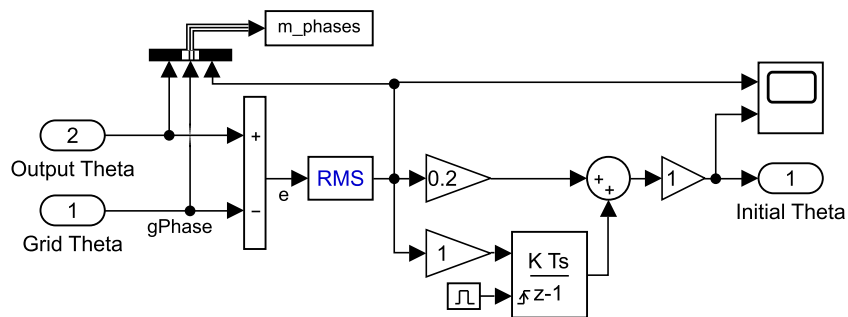 m_phases
2
Output Theta
+
−
1
Grid Theta
gPhase
e
RMS
0.2
1
K Ts
z-1
+
+
1
1
Initial Theta